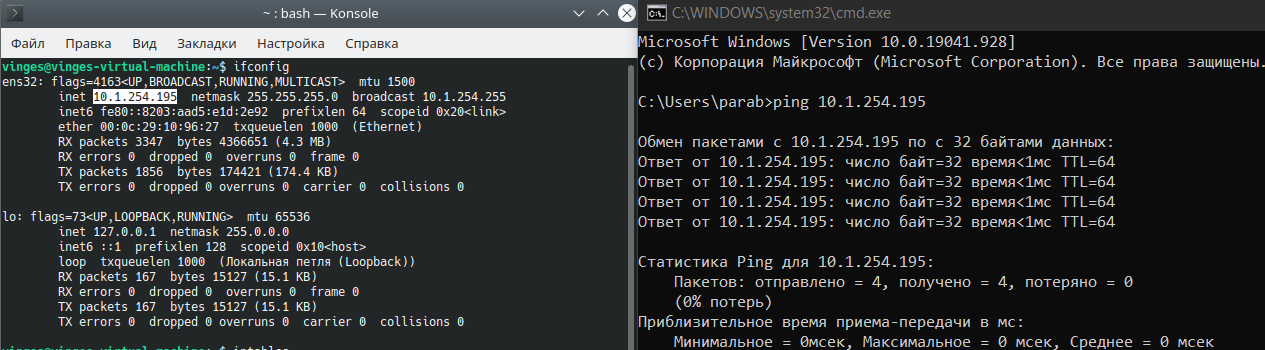 ~ : bash — Konsole
Файл Правка Вид Закладки Настройка Справка
vinges@vinges-virtual-machine:~$ ifconfig
ens32: flags=4163<UP,BROADCAST,RUNNING,MULTICAST>  mtu 1500
        inet 10.1.254.195  netmask 255.255.255.0  broadcast 10.1.254.255
        inet6 fe80::8203:aad5:e1d:2e92  prefixlen 64  scopeid 0x20<link>
        ether 00:0c:29:10:96:27  txqueuelen 1000  (Ethernet)
        RX packets 3347  bytes 4366651 (4.3 MB)
        RX errors 0  dropped 0  overruns 0  frame 0
        TX packets 1856  bytes 174421 (174.4 KB)
        TX errors 0  dropped 0 overruns 0  carrier 0  collisions 0
lo: flags=73<UP,LOOPBACK,RUNNING>  mtu 65536
        inet 127.0.0.1  netmask 255.0.0.0
        inet6 ::1  prefixlen 128  scopeid 0x10<host>
        loop  txqueuelen 1000  (Локальная петля (Loopback))
        RX packets 167  bytes 15127 (15.1 KB)
        RX errors 0  dropped 0  overruns 0  frame 0
        TX packets 167  bytes 15127 (15.1 KB)
        TX errors 0  dropped 0 overruns 0  carrier 0  collisions 0
C:\WINDOWS\system32\cmd.exe
Microsoft Windows [Version 10.0.19041.928]
(c) Корпорация Майкрософт (Microsoft Corporation). Все права защищены.
C:\Users\parab>ping 10.1.254.195
Обмен пакетами с 10.1.254.195 по с 32 байтами данных:
Ответ от 10.1.254.195: число байт=32 время<1мс TTL=64
Ответ от 10.1.254.195: число байт=32 время<1мс TTL=64
Ответ от 10.1.254.195: число байт=32 время<1мс TTL=64
Ответ от 10.1.254.195: число байт=32 время<1мс TTL=64
Статистика Ping для 10.1.254.195:
    Пакетов: отправлено = 4, получено = 4, потеряно = 0
    (0% потерь)
Приблизительное время приема-передачи в мс:
    Минимальное = 0мсек, Максимальное = 0 мсек, Среднее = 0 мсек